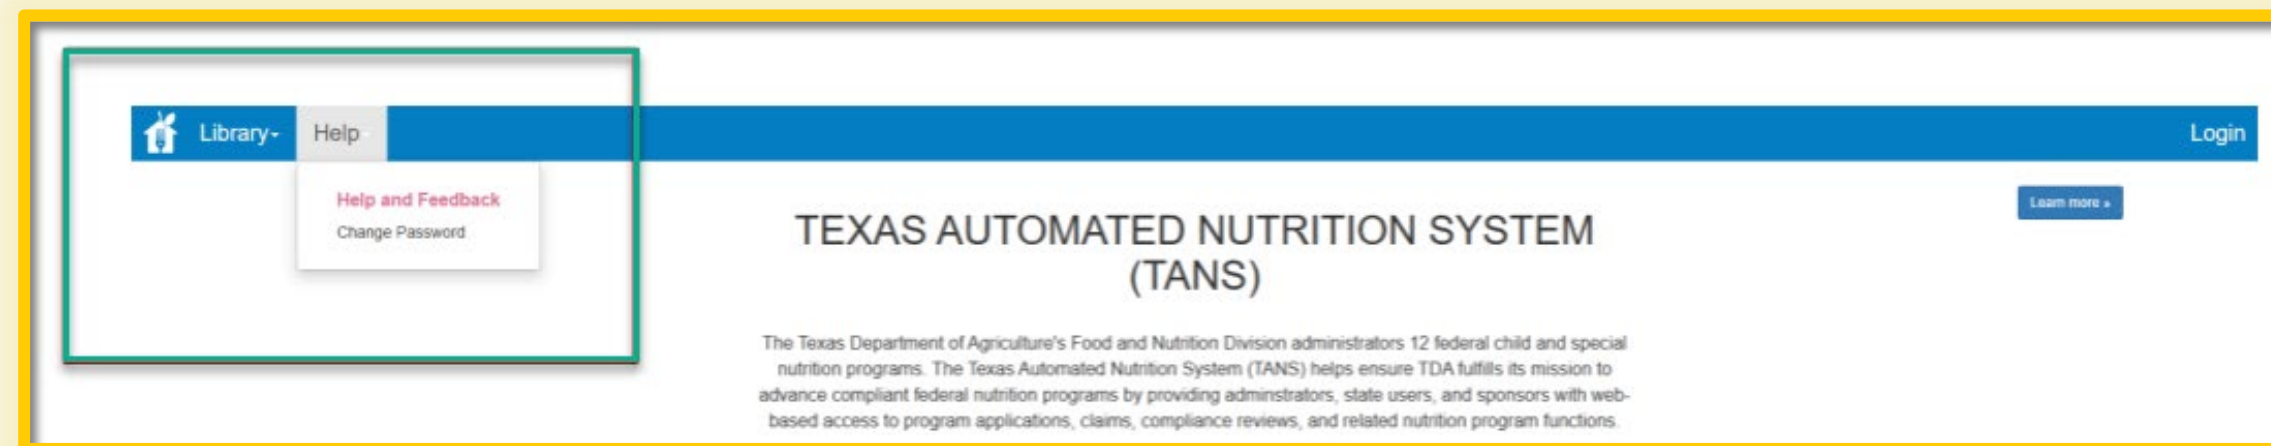 Library
Help
Login
Help and Feedback
Change Password
Learn more »
TEXAS AUTOMATED NUTRITION SYSTEM
(TANS)
The Texas Department of Agriculture's Food and Nutrition Division administrators 12 federal child and special
nutrition programs. The Texas Automated Nutrition System (TANS) helps ensure TDA fulfills its mission to
advance compliant federal nutrition programs by providing adminstrators, state users, and sponsors with web-
based access to program applications, claims, compliance reviews, and related nutrition program functions.